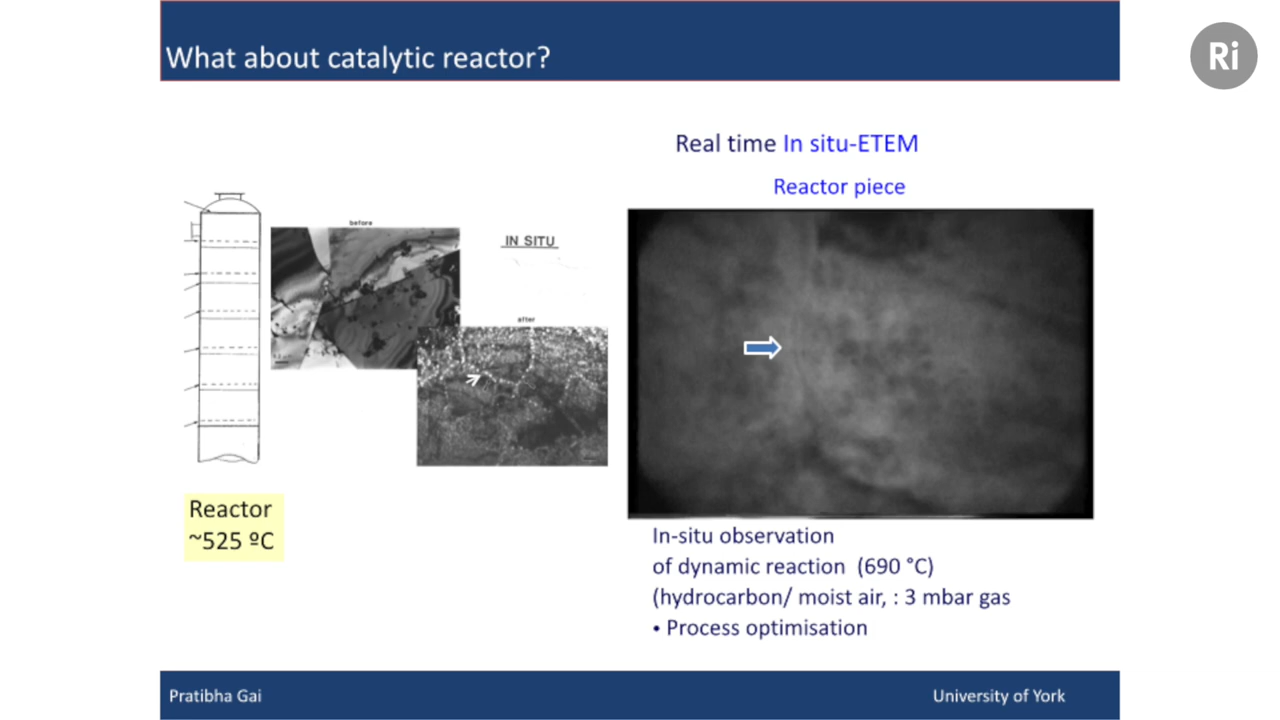 What about catalytic reactor?
Ri
Real time In situ-ETEM
Reactor piece
before
IN SITU
after
Reactor
~525 ºC
In-situ observation
of dynamic reaction (690 °C)
(hydrocarbon/ moist air, : 3 mbar gas
• Process optimisation
Pratibha Gai
University of York